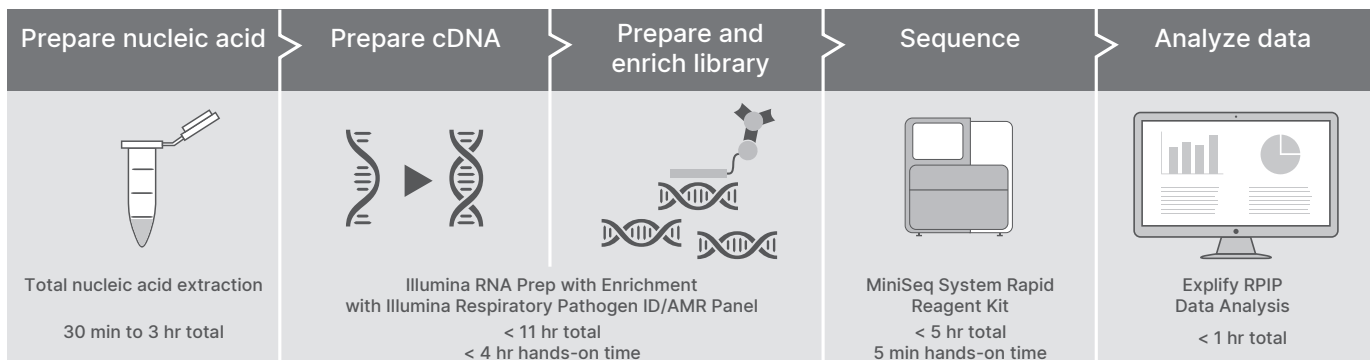 Prepare nucleic acid
Prepare cDNA
Prepare and
enrich library
Sequence
Analyze data
Total nucleic acid extraction
30 min to 3 hr total
Illumina RNA Prep with Enrichment
with Illumina Respiratory Pathogen ID/AMR Panel
< 11 hr total
< 4 hr hands-on time
MiniSeq System Rapid
Reagent Kit
< 5 hr total
5 min hands-on time
Explify RPIP
Data Analysis
< 1 hr total